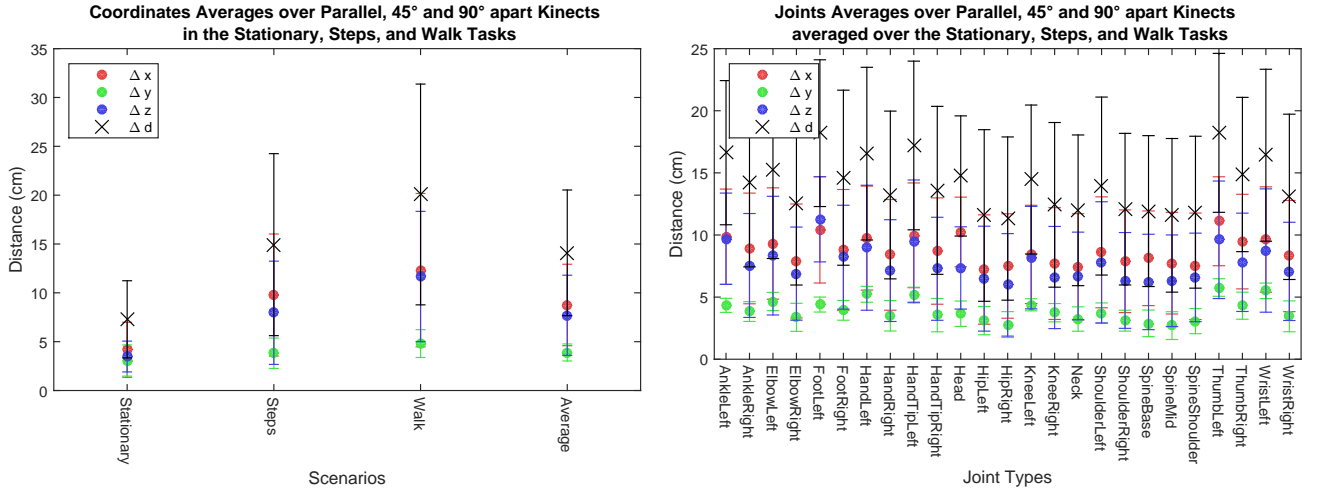 Coordinates Averages over Parallel, 45° and 90° apart Kinects
in the Stationary, Steps, and Walk Tasks
35
30
25
20
15
10
5
0
Distance (cm)
Δ x
Δ y
Δ z
Δ d
Stationary
Steps
Walk
Average
Scenarios
Joints Averages over Parallel, 45° and 90° apart Kinects
averaged over the Stationary, Steps, and Walk Tasks
25
20
15
10
5
0
Distance (cm)
Δ x
Δ y
Δ z
Δ d
AnkleLeft
AnkleRight
ElbowLeft
ElbowRight
FootLeft
FootRight
HandLeft
HandRight
HandTipLeft
HandTipRight
Head
HipLeft
HipRight
KneeLeft
KneeRight
Neck
ShoulderLeft
ShoulderRight
SpineBase
SpineMid
SpineShoulder
ThumbLeft
ThumbRight
WristLeft
WristRight
Joint Types